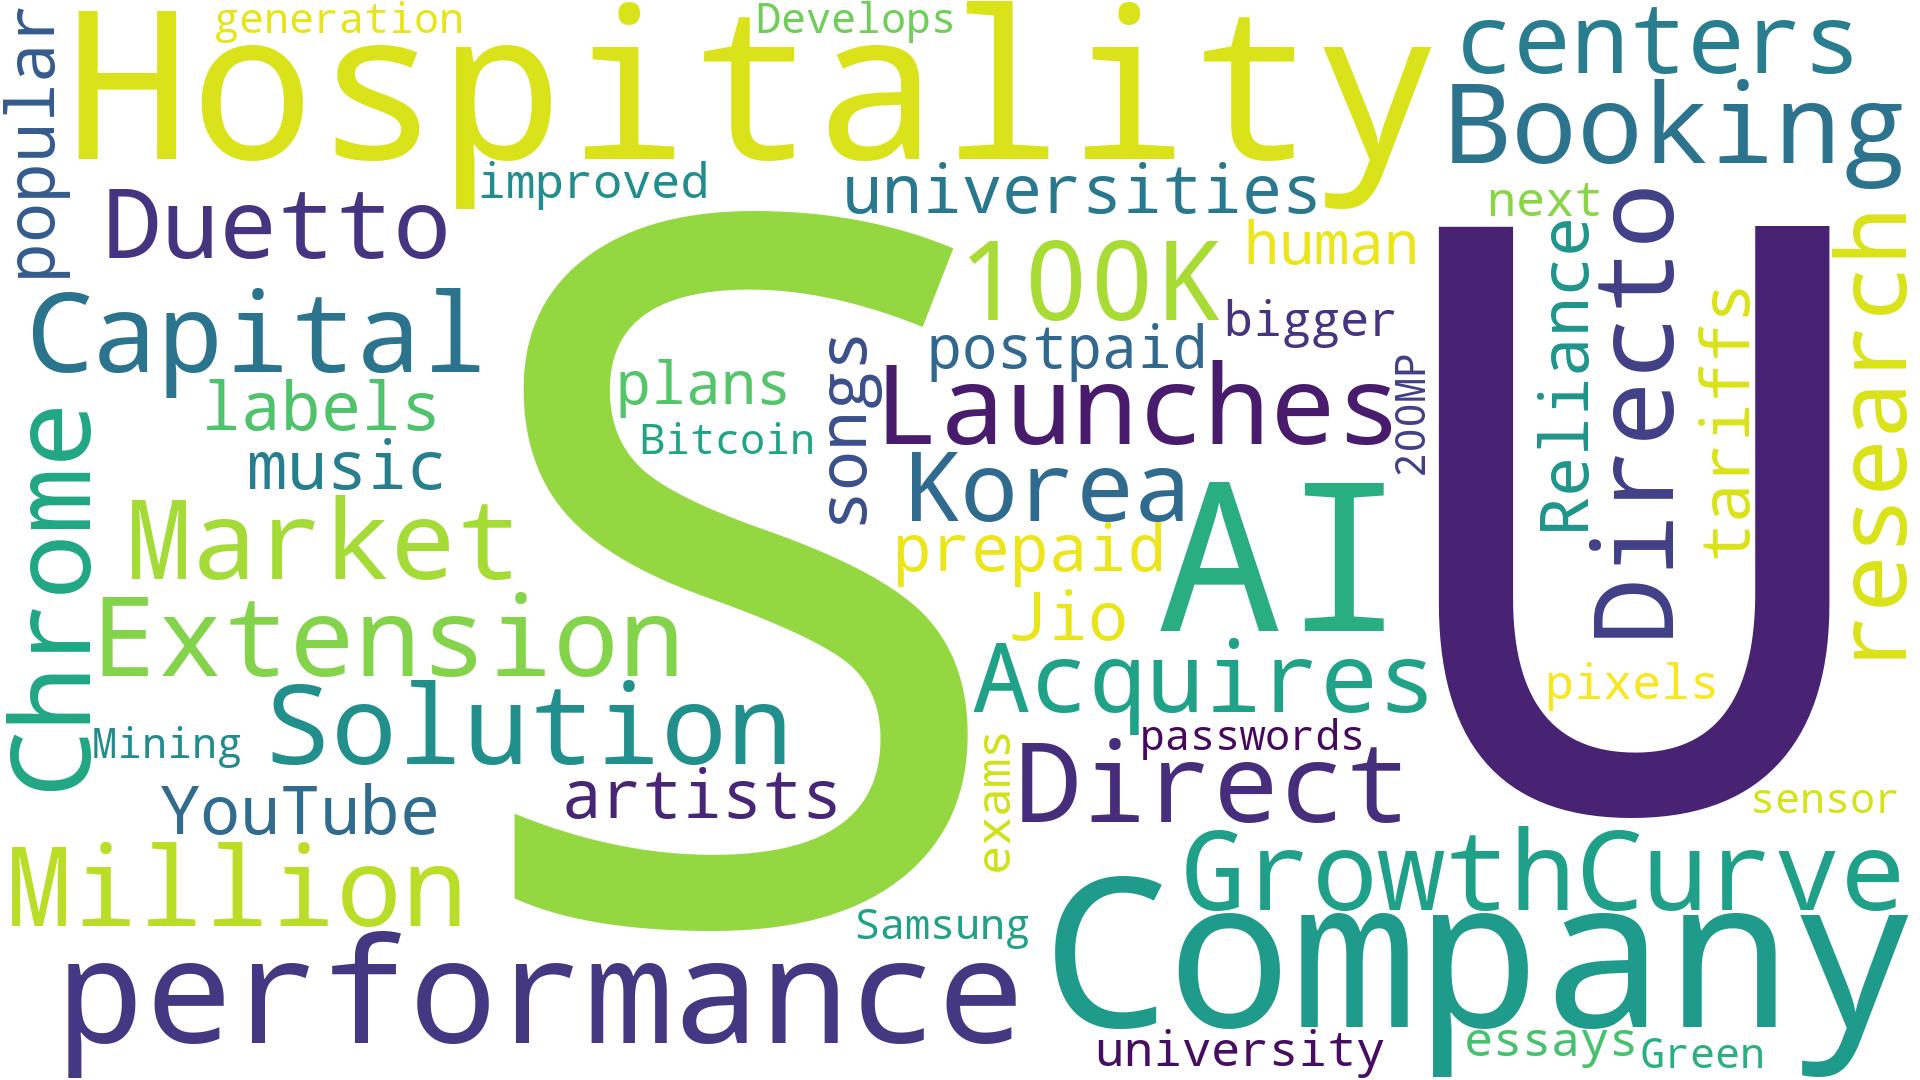 generation
Develops
Hospitality
centers
popular
Booking
improved
universities
Duetto
next
100K
human
Directo
research
Reliance
Capital
bigger
tariffs
postpaid
songs
plans
Launches
200MP
labels
Bitcoin
Chrome
music
Korea
S
U
AI
Market
prepaid
Jio
Extension
Acquires
pixels
Solution
Mining
passwords
exams
Direct
artists
YouTube
sensor
Million
GrowthCurve
Samsung
Company
performance
university
essays
Green